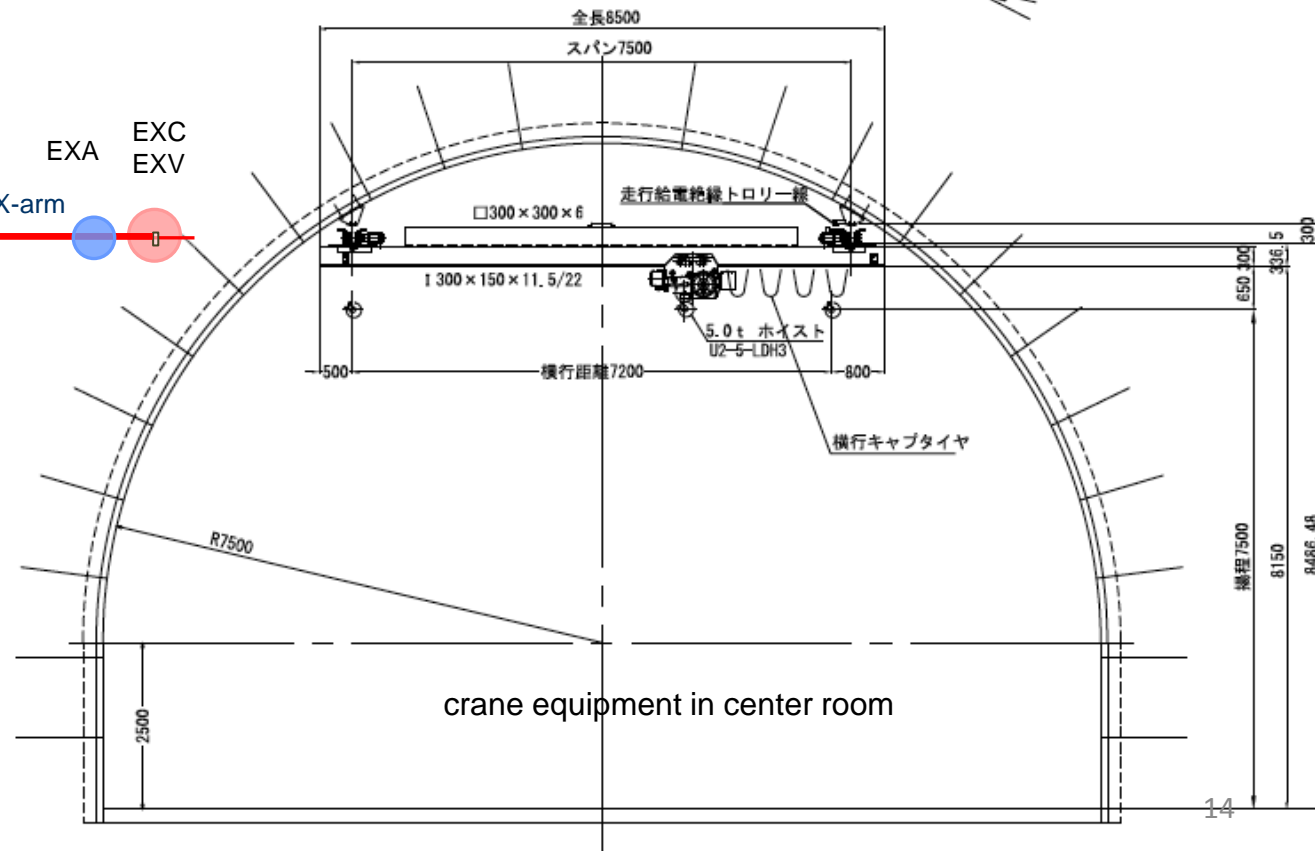 全長8500
スパン7500
EXA
EXC
EXV
X-arm
走行給電絶縁トロリー線
□300×300×6
I 300×150×11.5/22
5.0t ホイスト
U2-5-LDH3
500
横行距離7200
800
横行キャブタイヤ
300
336.5
300
650
揚程7500
8150
8486.48
R7500
2500
crane equipment in center room
14